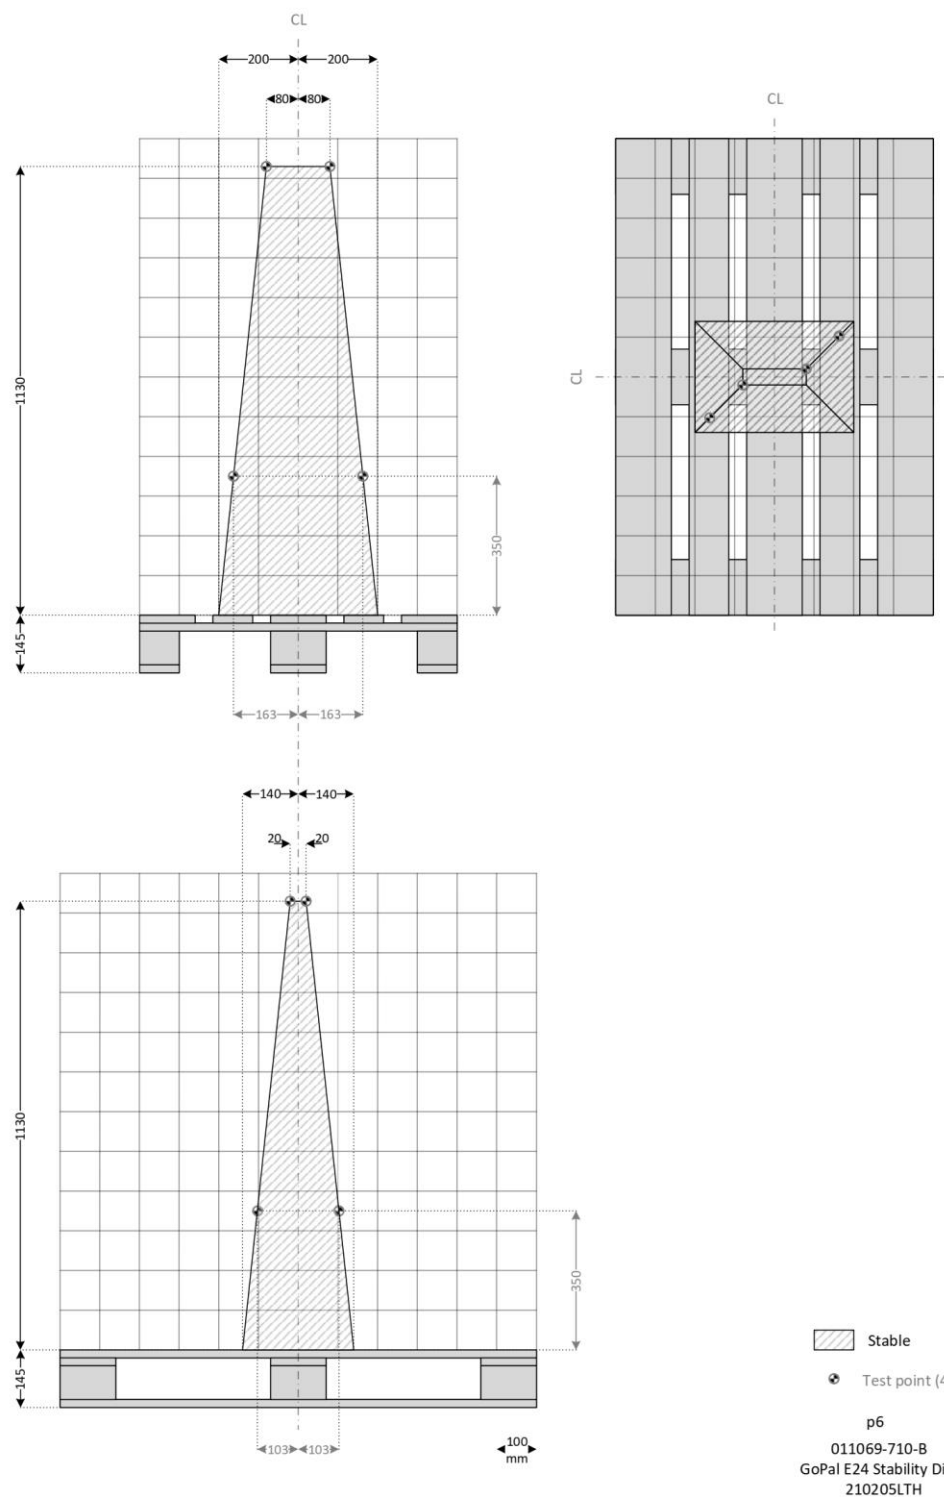 CL
200 200
80 80
CL
1130
CL
350
145
163 163
140 140
20 20
1130
350
145
103 103
100
mm
Stable
Test point (4
p6
011069-710-B
GoPal E24 Stability Di
210205LTH